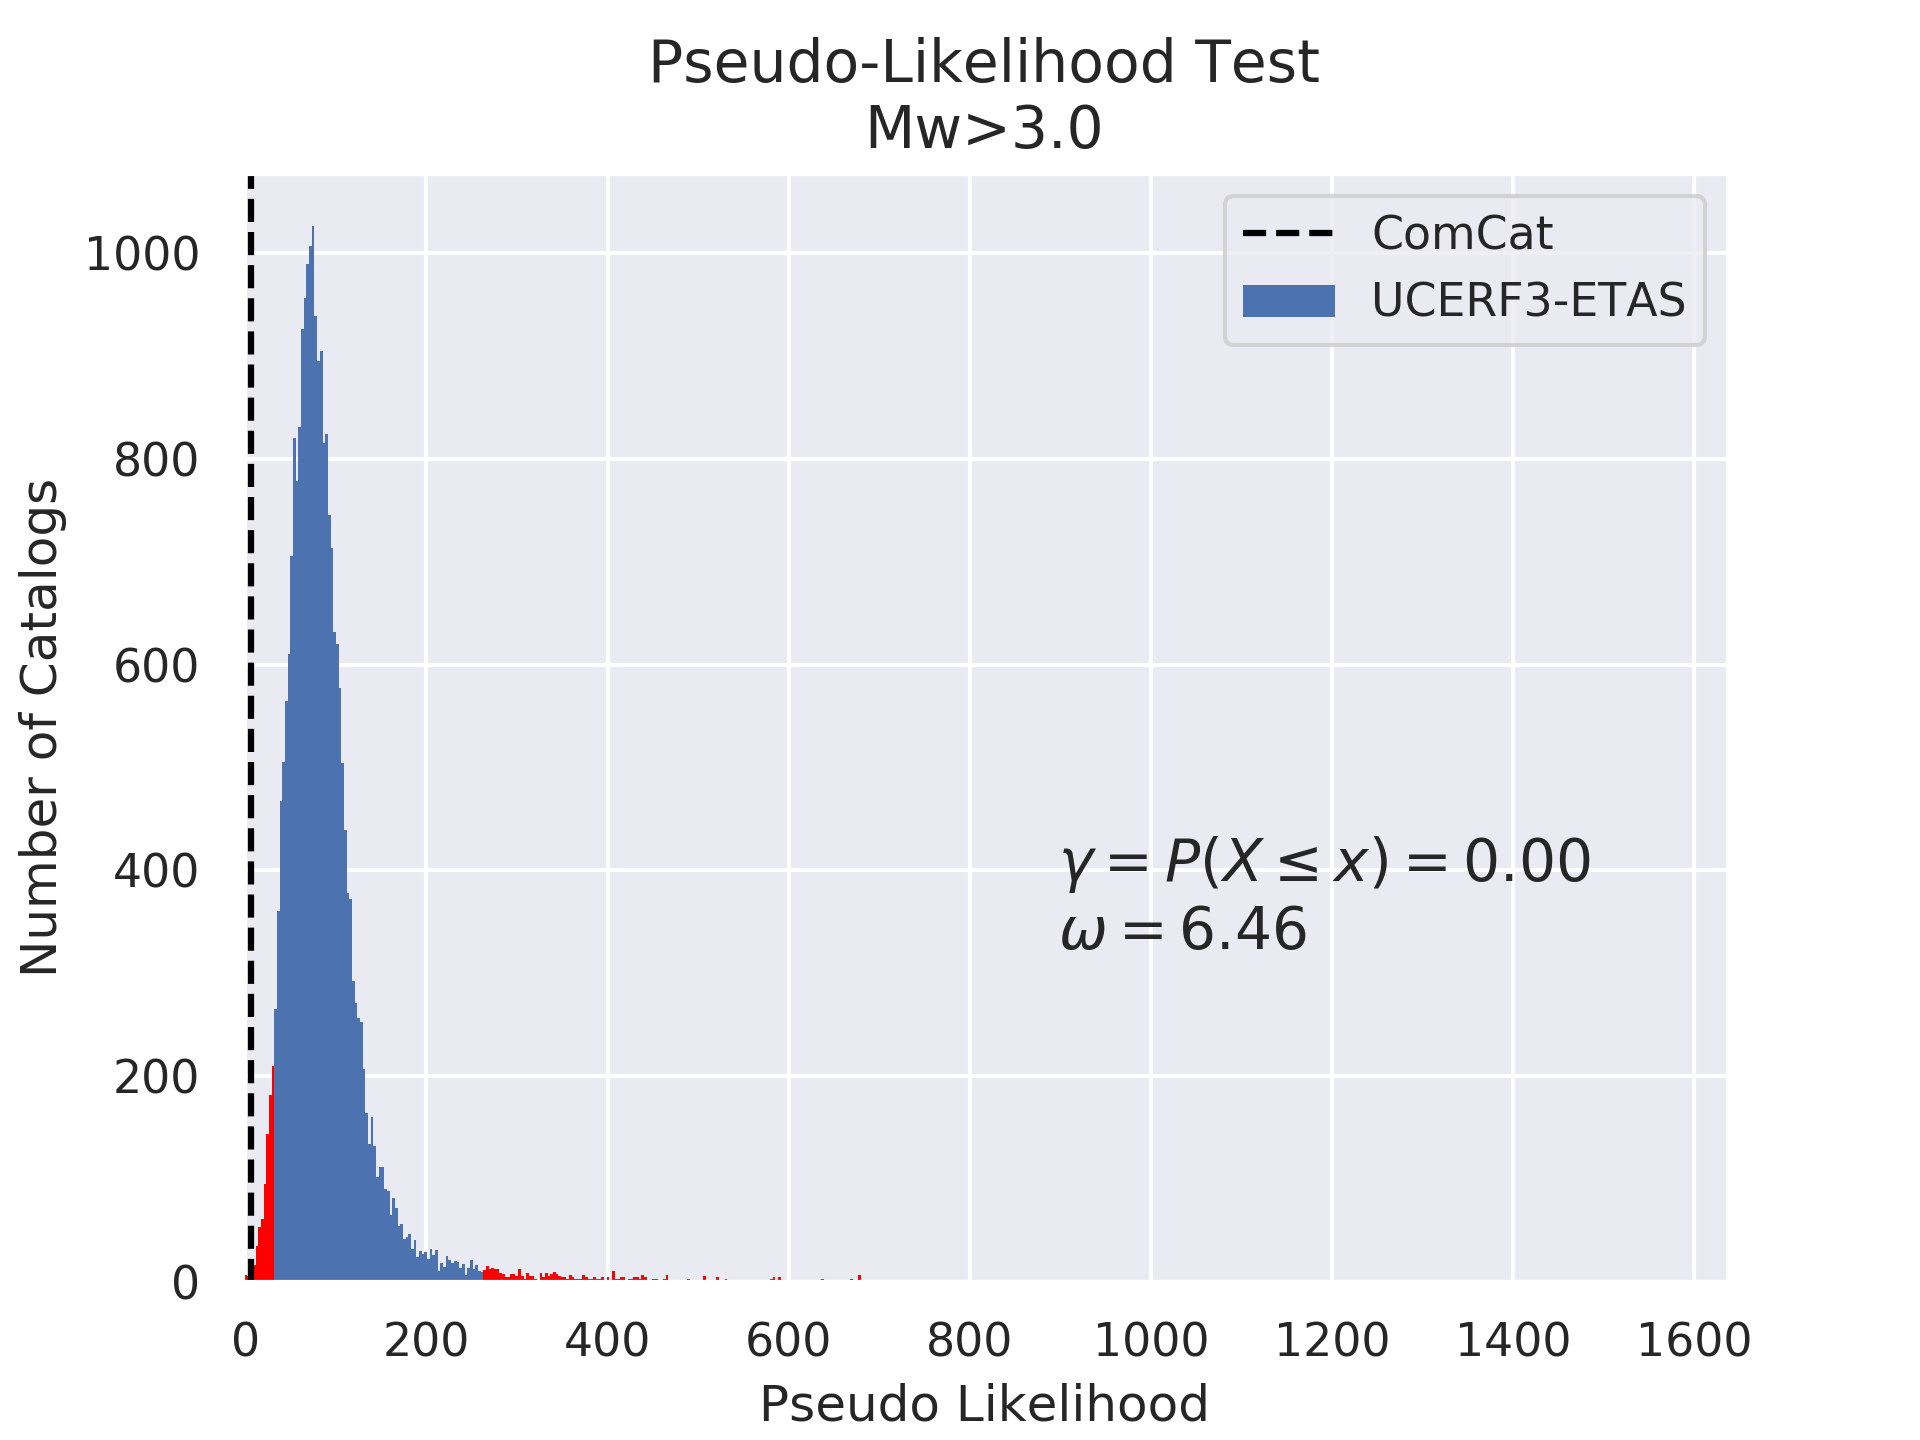 Pseudo-Likelihood Test
Mw>3.0
ComCat
UCERF3-ETAS
Number of Catalogs
1000
800
600
400
200
0
γ = P(X ≤ x) = 0.00
ω = 6.46
0 200 400 600 800 1000 1200 1400 1600
Pseudo Likelihood